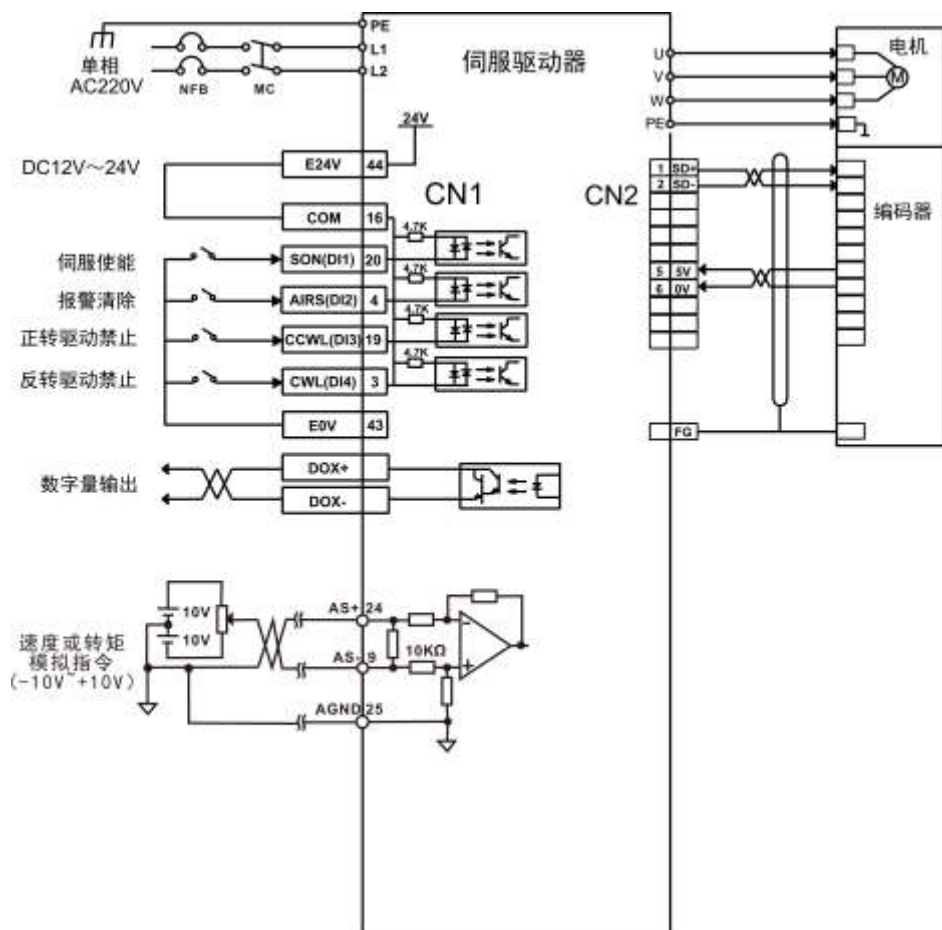 PE
L1
L2
单相
AC220V
NFB
MC
伺服驱动器
U
V
W
PE
电机
M
24V
DC12V～24V
E24V 44
CN1
COM 16
4.7K
伺服使能
SON(DI1) 20
4.7K
报警清除
AIRS(DI2) 4
4.7K
正转驱动禁止
CCWL(DI3) 19
4.7K
反转驱动禁止
CWL(DI4) 3
E0V 43
CN2
1 SD+
2 SD-
5 5V
6 0V
FG
编码器
数字量输出
DOX+
DOX-
10V
10V
速度或转矩
模拟指令
(-10V~+10V)
AS+ 24
AS- 9
10KΩ
AGND 25
-
+